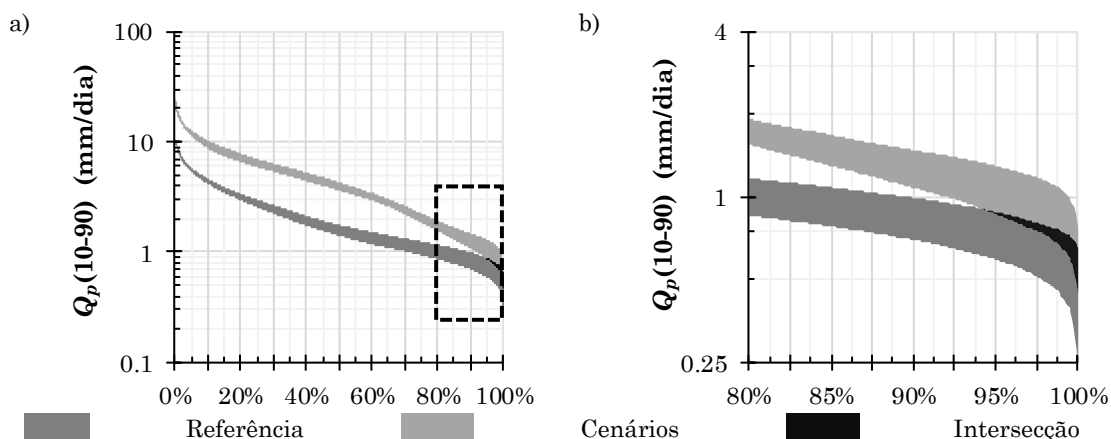 a)
Qp(10-90) (mm/dia)
100
10
1
0.1
0% 20% 40% 60% 80% 100%
b)
Qp(10-90) (mm/dia)
4
1
0.25
80% 85% 90% 95% 100%
Referência Cenários Intersecção